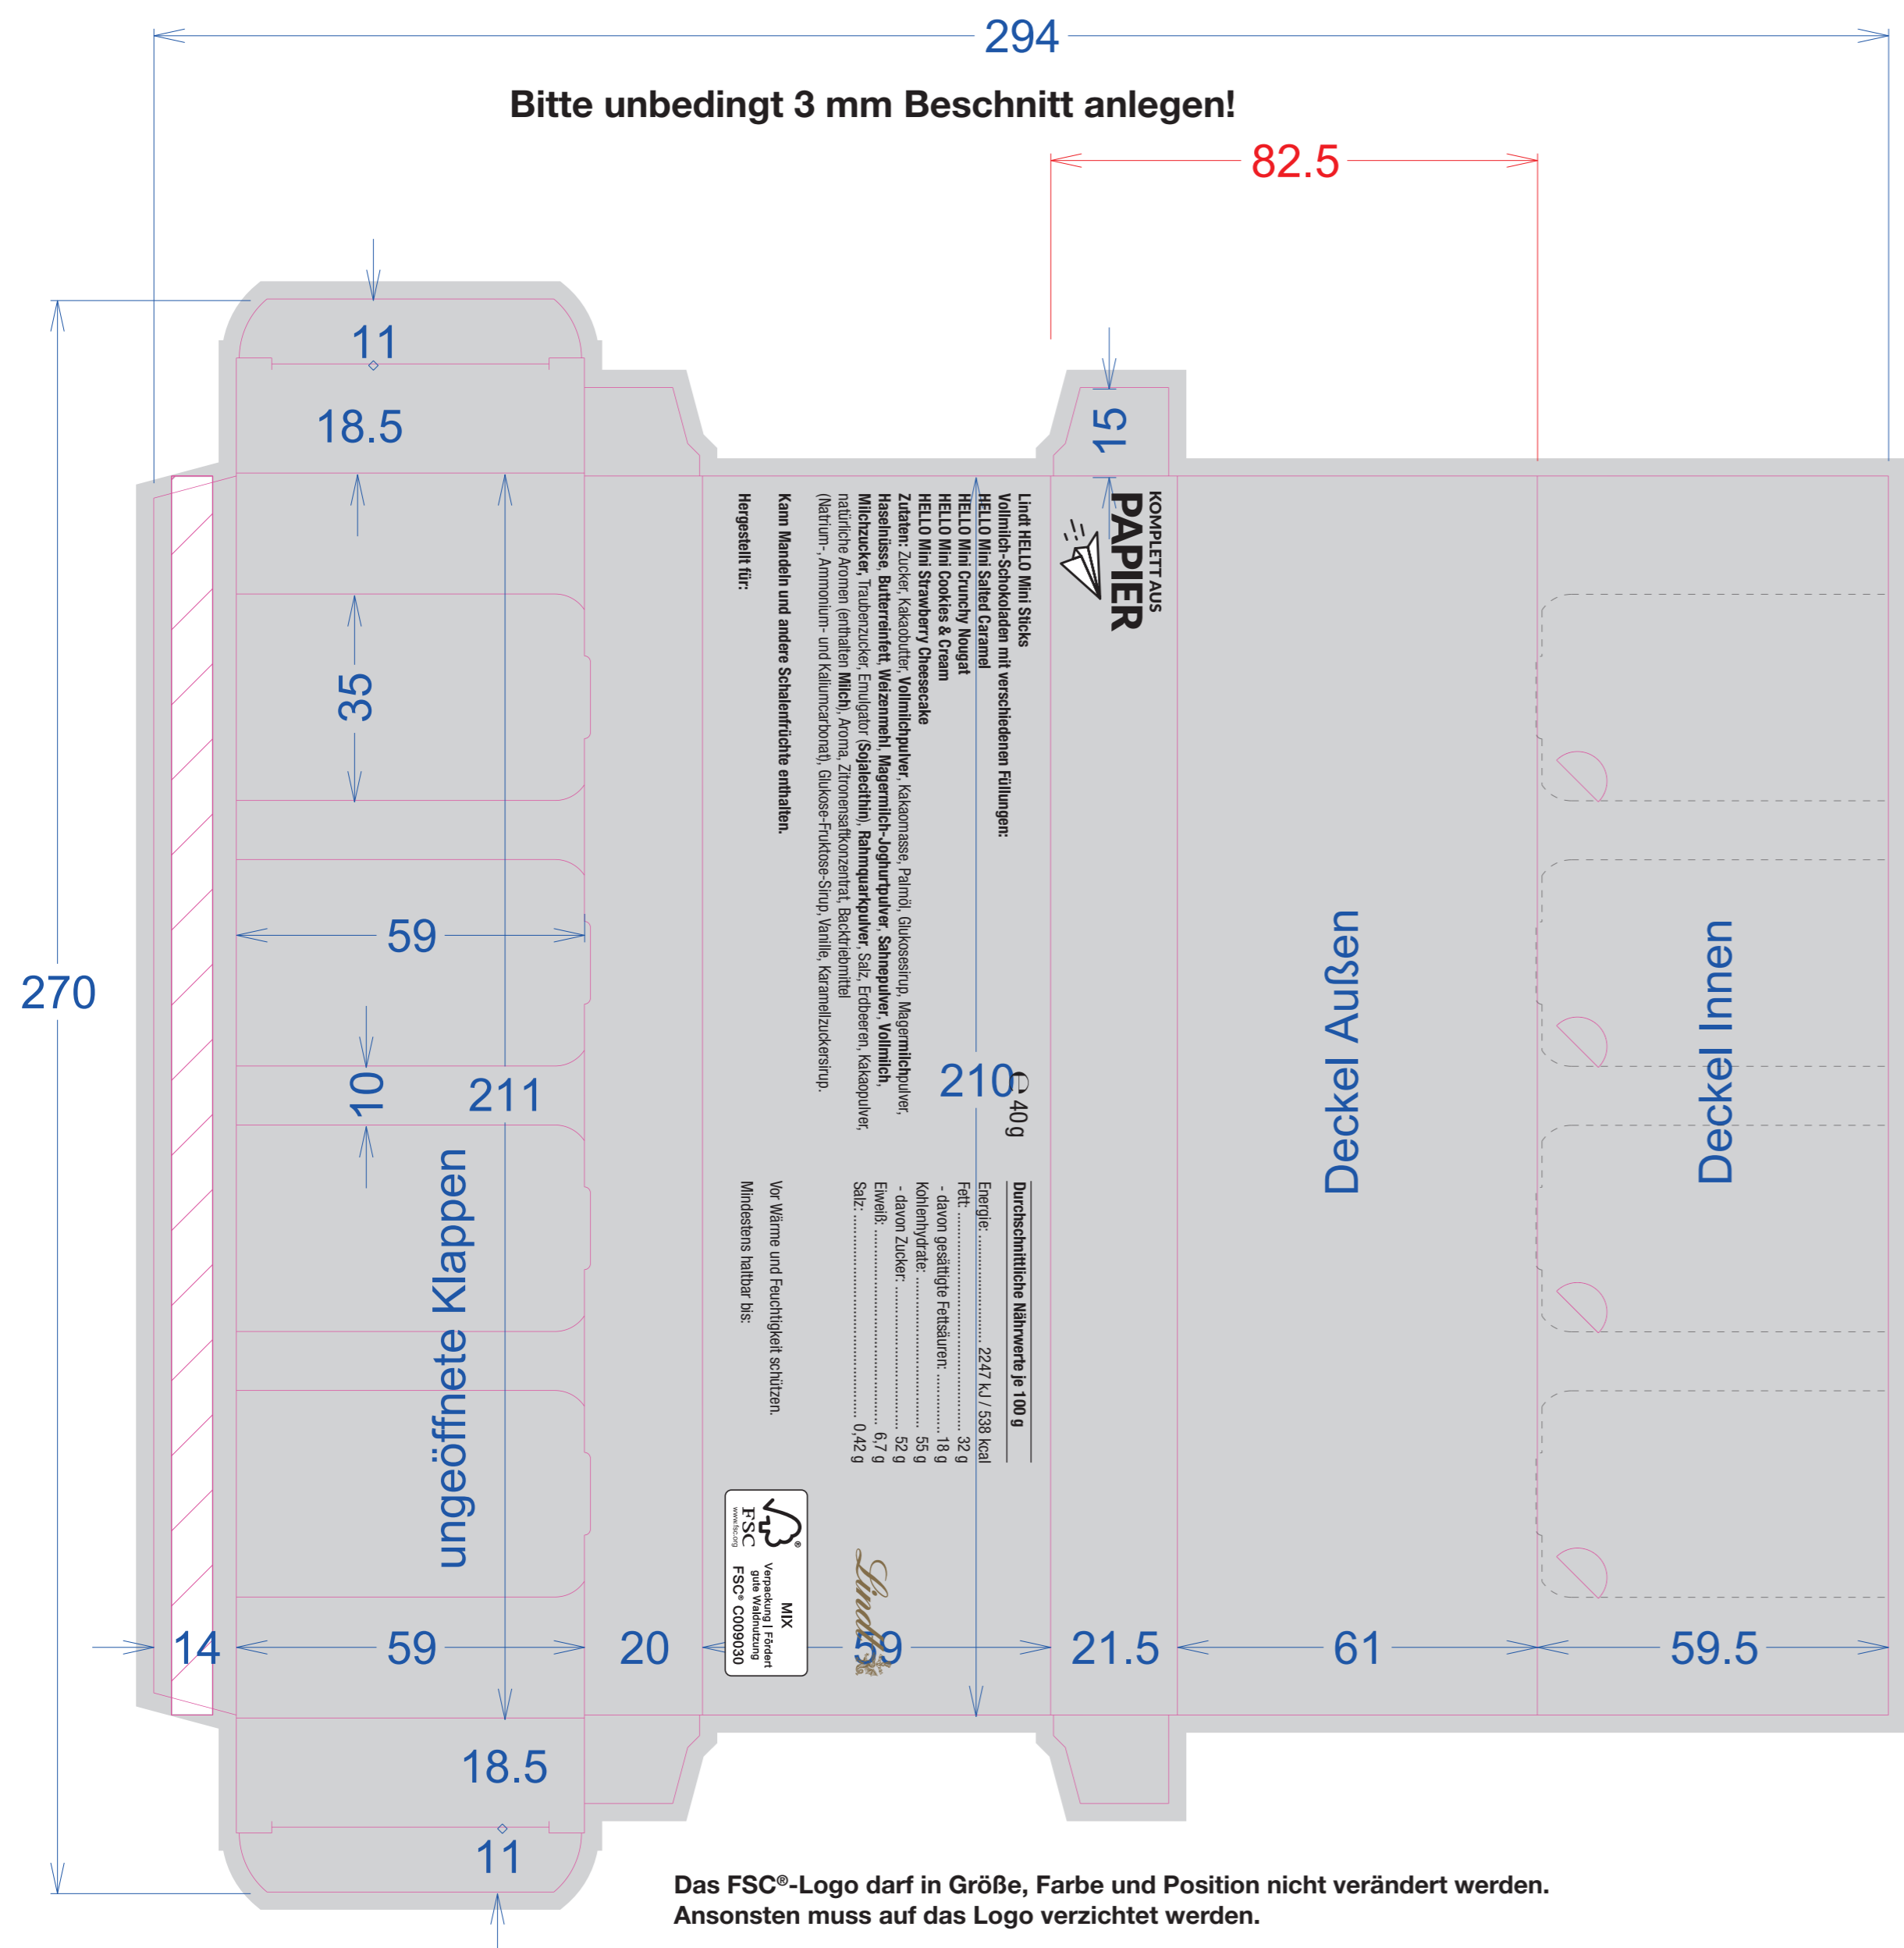 294
Bitte unbedingt 3 mm Beschnitt anlegen!
82.5
11
18.5
15
KOMPLETT AUS
PAPIER
Lindt HELLO Mini Sticks
Vollmilch-Schokoladen mit verschiedenen Füllungen:
HELLO Mini Salted Caramel
HELLO Mini Crunchy Nougat
HELLO Mini Cookies & Cream
HELLO Mini Strawberry Cheesecake
Zutaten: Zucker, Kakaobutter, Vollmilchpulver, Kakaomasse, Palmöl, Glukosesirup, Magermilchpulver,
Haselnüsse, Butterreinfett, Weizenmehl, Magermilch-Joghurtpulver, Sahnepulver, Vollmilch,
Milchzucker, Traubenzucker, Emulgator (Sojalecithin), Rahmquarkpulver, Salz, Erdbeeren, Kakaopulver,
natürliche Aromen (enthalten Milch), Aroma, Zitronensaftkonzentrat, Backtriebmittel
(Natrium-, Ammonium- und Kaliumcarbonat), Glukose-Fruktose-Sirup, Vanille, Karamellzuckersirup.
Kann Mandeln und andere Schalenfrüchte enthalten.
Hergestellt für:
35
59
270
10
211
210
℮ 40 g
Deckel Außen
Deckel Innen
ungeöffnete Klappen
Durchschnittliche Nährwerte je 100 g
Energie: ........................ 2247 kJ / 538 kcal
Fett: ........................ 32 g
- davon gesättigte Fettsäuren: ............. 18 g
Kohlenhydrate: ........................ 55 g
- davon Zucker: ........................ 52 g
Eiweiß: ........................ 6,7 g
Salz: ........................ 0,42 g
Vor Wärme und Feuchtigkeit schützen.
Mindestens haltbar bis:
®
FSC
www.fsc.org
MIX
Verpackung | Fördert
gute Waldnutzung
FSC® C009030
Lindt
14
59
20
59
21.5
61
59.5
18.5
11
Das FSC®-Logo darf in Größe, Farbe und Position nicht verändert werden.
Ansonsten muss auf das Logo verzichtet werden.